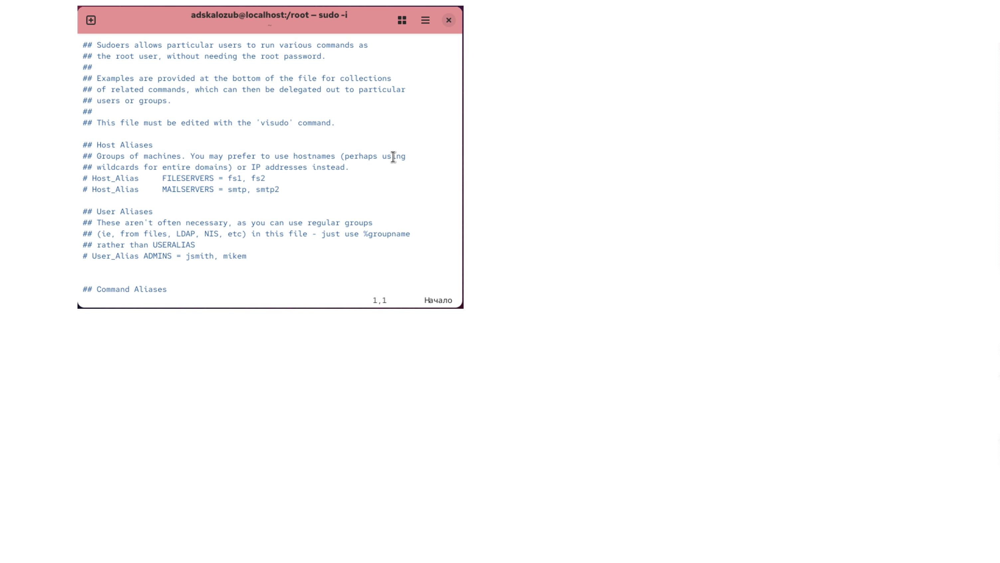 adskalozub@localhost:/root — sudo -i
~
## Sudoers allows particular users to run various commands as
## the root user, without needing the root password.
##
## Examples are provided at the bottom of the file for collections
## of related commands, which can then be delegated out to particular
## users or groups.
##
## This file must be edited with the 'visudo' command.
## Host Aliases
## Groups of machines. You may prefer to use hostnames (perhaps using
## wildcards for entire domains) or IP addresses instead.
# Host_Alias     FILESERVERS = fs1, fs2
# Host_Alias     MAILSERVERS = smtp, smtp2
## User Aliases
## These aren't often necessary, as you can use regular groups
## (ie, from files, LDAP, NIS, etc) in this file - just use %groupname
## rather than USERALIAS
# User_Alias ADMINS = jsmith, mikem
## Command Aliases
1,1 Начало